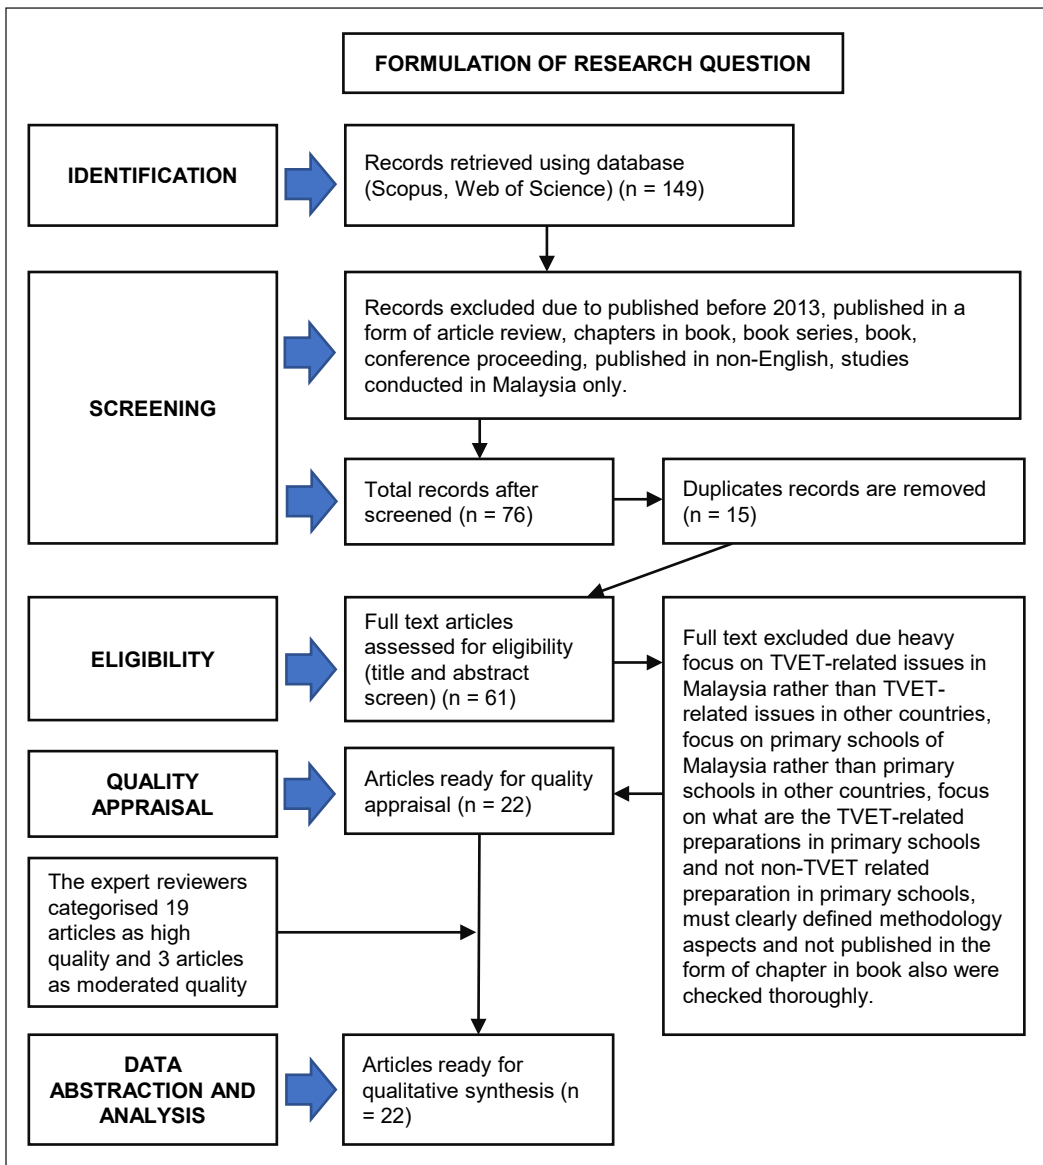 FORMULATION OF RESEARCH QUESTION
IDENTIFICATION
Records retrieved using database
(Scopus, Web of Science) (n = 149)
SCREENING
Records excluded due to published before 2013, published in a
form of article review, chapters in book, book series, book,
conference proceeding, published in non-English, studies
conducted in Malaysia only.
Total records after
screened (n = 76)
Duplicates records are removed
(n = 15)
ELIGIBILITY
Full text articles
assessed for eligibility
(title and abstract
screen) (n = 61)
Full text excluded due heavy
focus on TVET-related issues in
Malaysia rather than TVET-
related issues in other countries,
focus on primary schools of
Malaysia rather than primary
schools in other countries, focus
on what are the TVET-related
preparations in primary schools
and not non-TVET related
preparation in primary schools,
must clearly defined methodology
aspects and not published in the
form of chapter in book also were
checked thoroughly.
QUALITY
APPRAISAL
Articles ready for quality
appraisal (n = 22)
The expert reviewers
categorised 19
articles as high
quality and 3 articles
as moderated quality
DATA
ABSTRACTION AND
ANALYSIS
Articles ready for
qualitative synthesis (n
= 22)